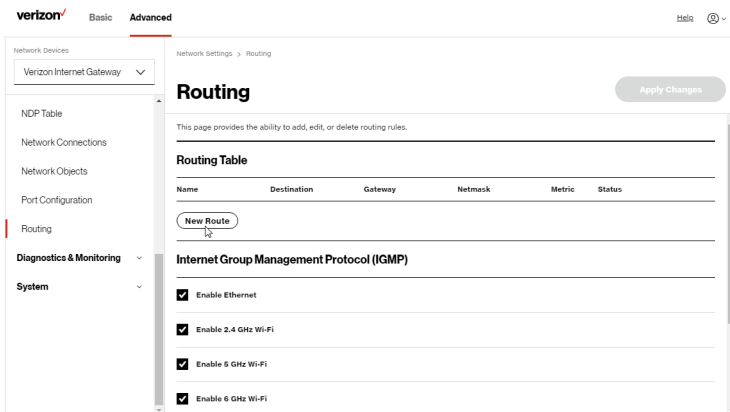 verizon
Basic
Advanced
Help
Network Devices
Verizon Internet Gateway
NDP Table
Network Connections
Network Objects
Port Configuration
Routing
Diagnostics & Monitoring
System
Network Settings > Routing
Routing
Apply Changes
This page provides the ability to add, edit, or delete routing rules.
Routing Table
Name Destination Gateway Netmask Metric Status
New Route
Internet Group Management Protocol (IGMP)
Enable Ethernet
Enable 2.4 GHz Wi-Fi
Enable 5 GHz Wi-Fi
Enable 6 GHz Wi-Fi